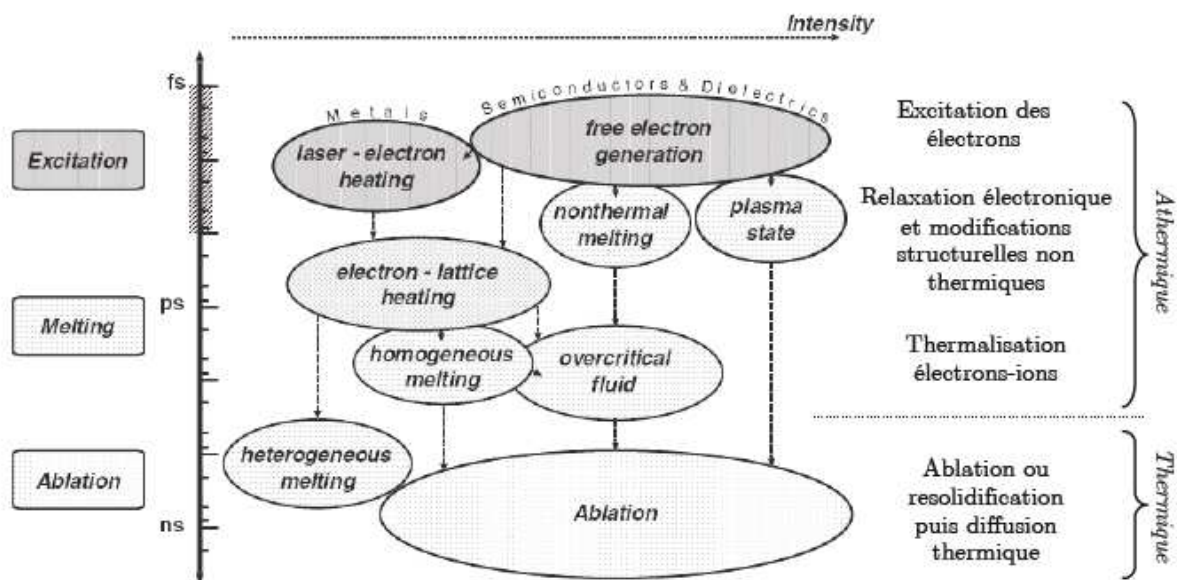 Intensity
fs
Metals
Semiconductors & Dielectrics
Excitation
laser - electron
heating
free electron
generation
Excitation des
électrons
nonthermal
melting
plasma
state
Relaxation électronique
et modifications
structurelles non
thermiques
Athermique
electron - lattice
heating
ps
Melting
homogeneous
melting
overcritical
fluid
Thermalisation
électrons-ions
heterogeneous
melting
Ablation
Ablation
Ablation ou
resolidification
puis diffusion
thermique
Thermique
ns